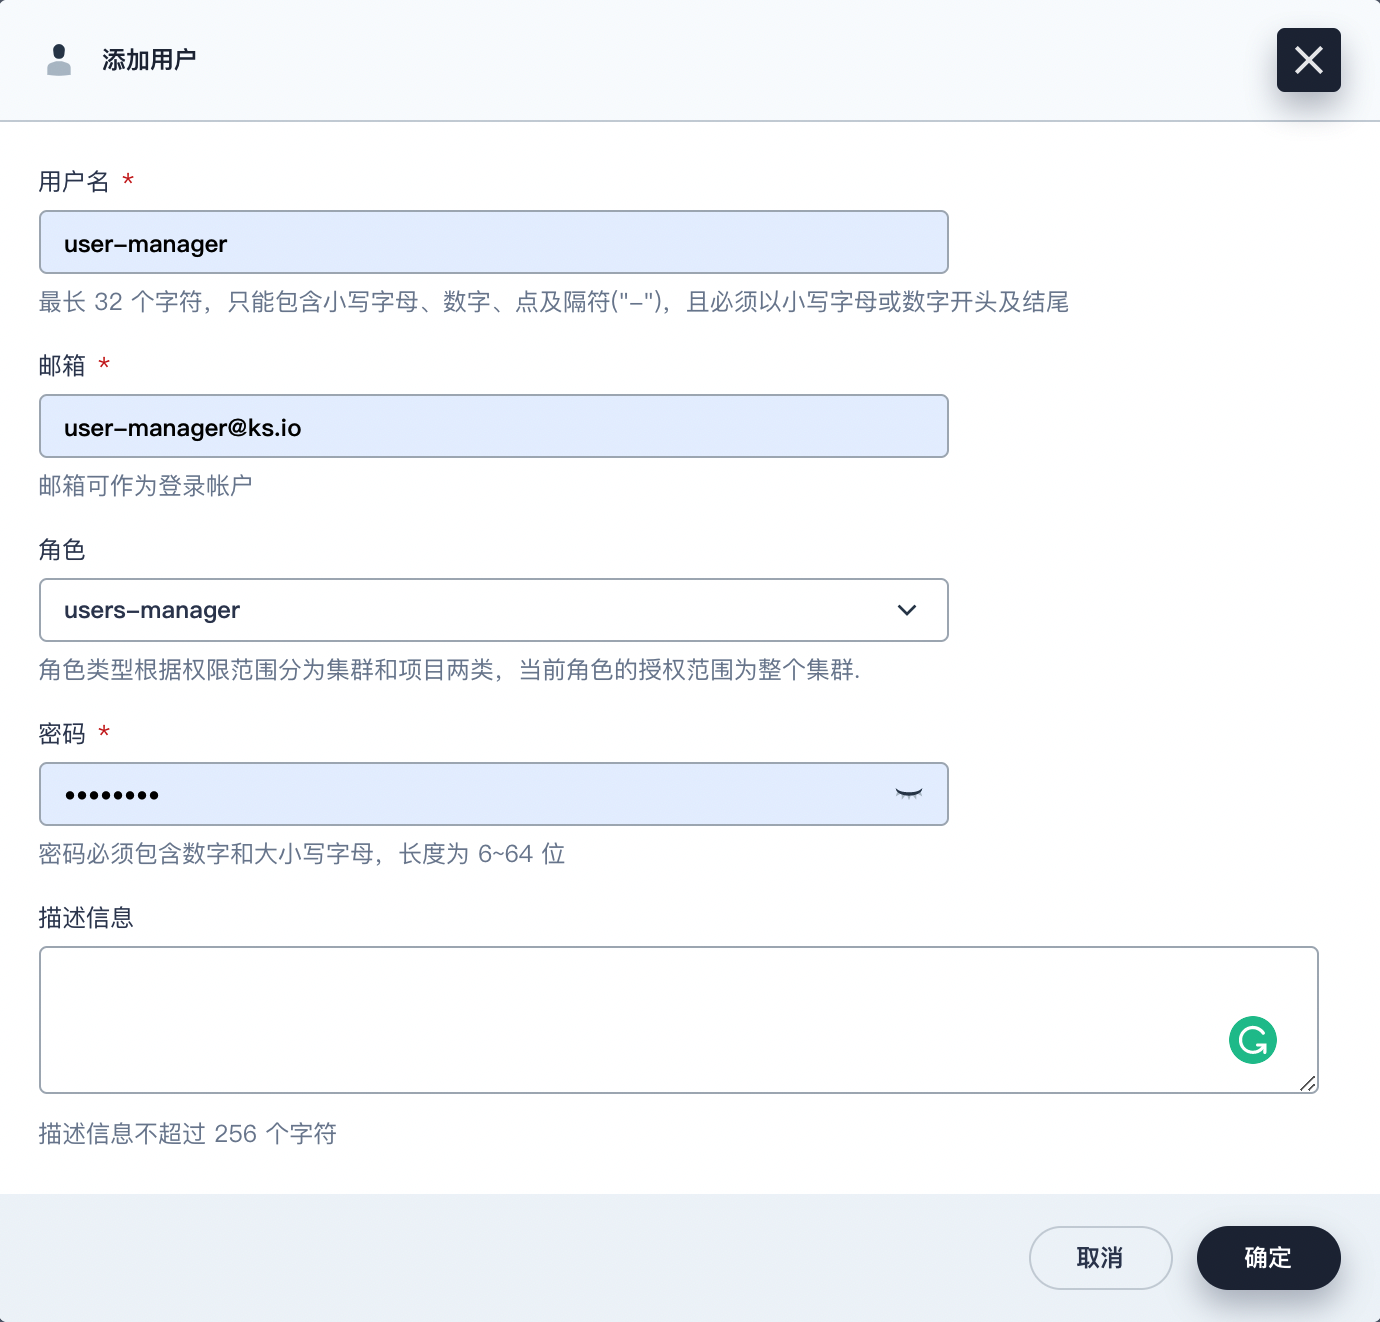 添加用户
用户名 *
user-manager
最长 32 个字符，只能包含小写字母、数字、点及隔符("-")，且必须以小写字母或数字开头及结尾
邮箱 *
user-manager@ks.io
邮箱可作为登录帐户
角色
users-manager
角色类型根据权限范围分为集群和项目两类，当前角色的授权范围为整个集群.
密码 *
••••••••
密码必须包含数字和大小写字母，长度为 6~64 位
描述信息
描述信息不超过 256 个字符
取消
确定